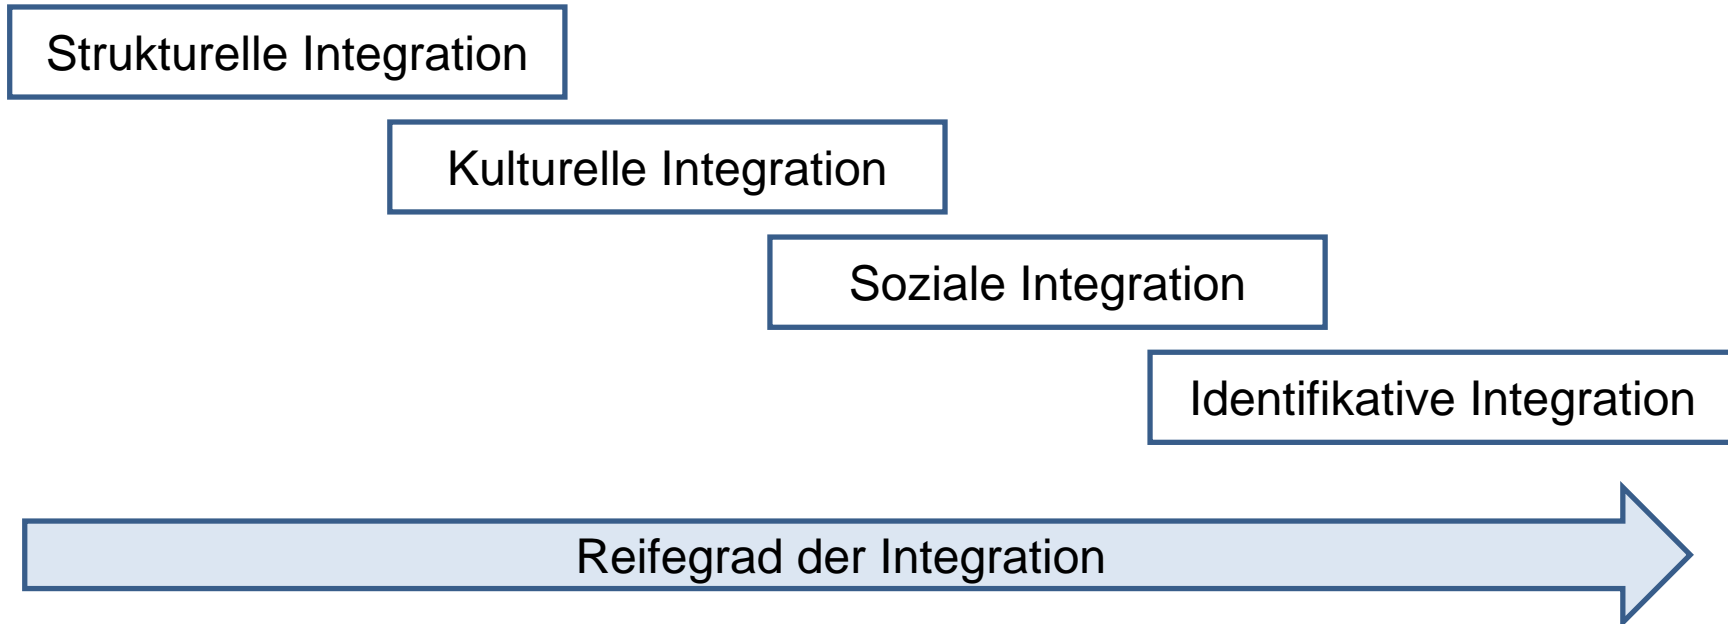 Strukturelle Integration
Kulturelle Integration
Soziale Integration
Identifikative Integration
Reifegrad der Integration